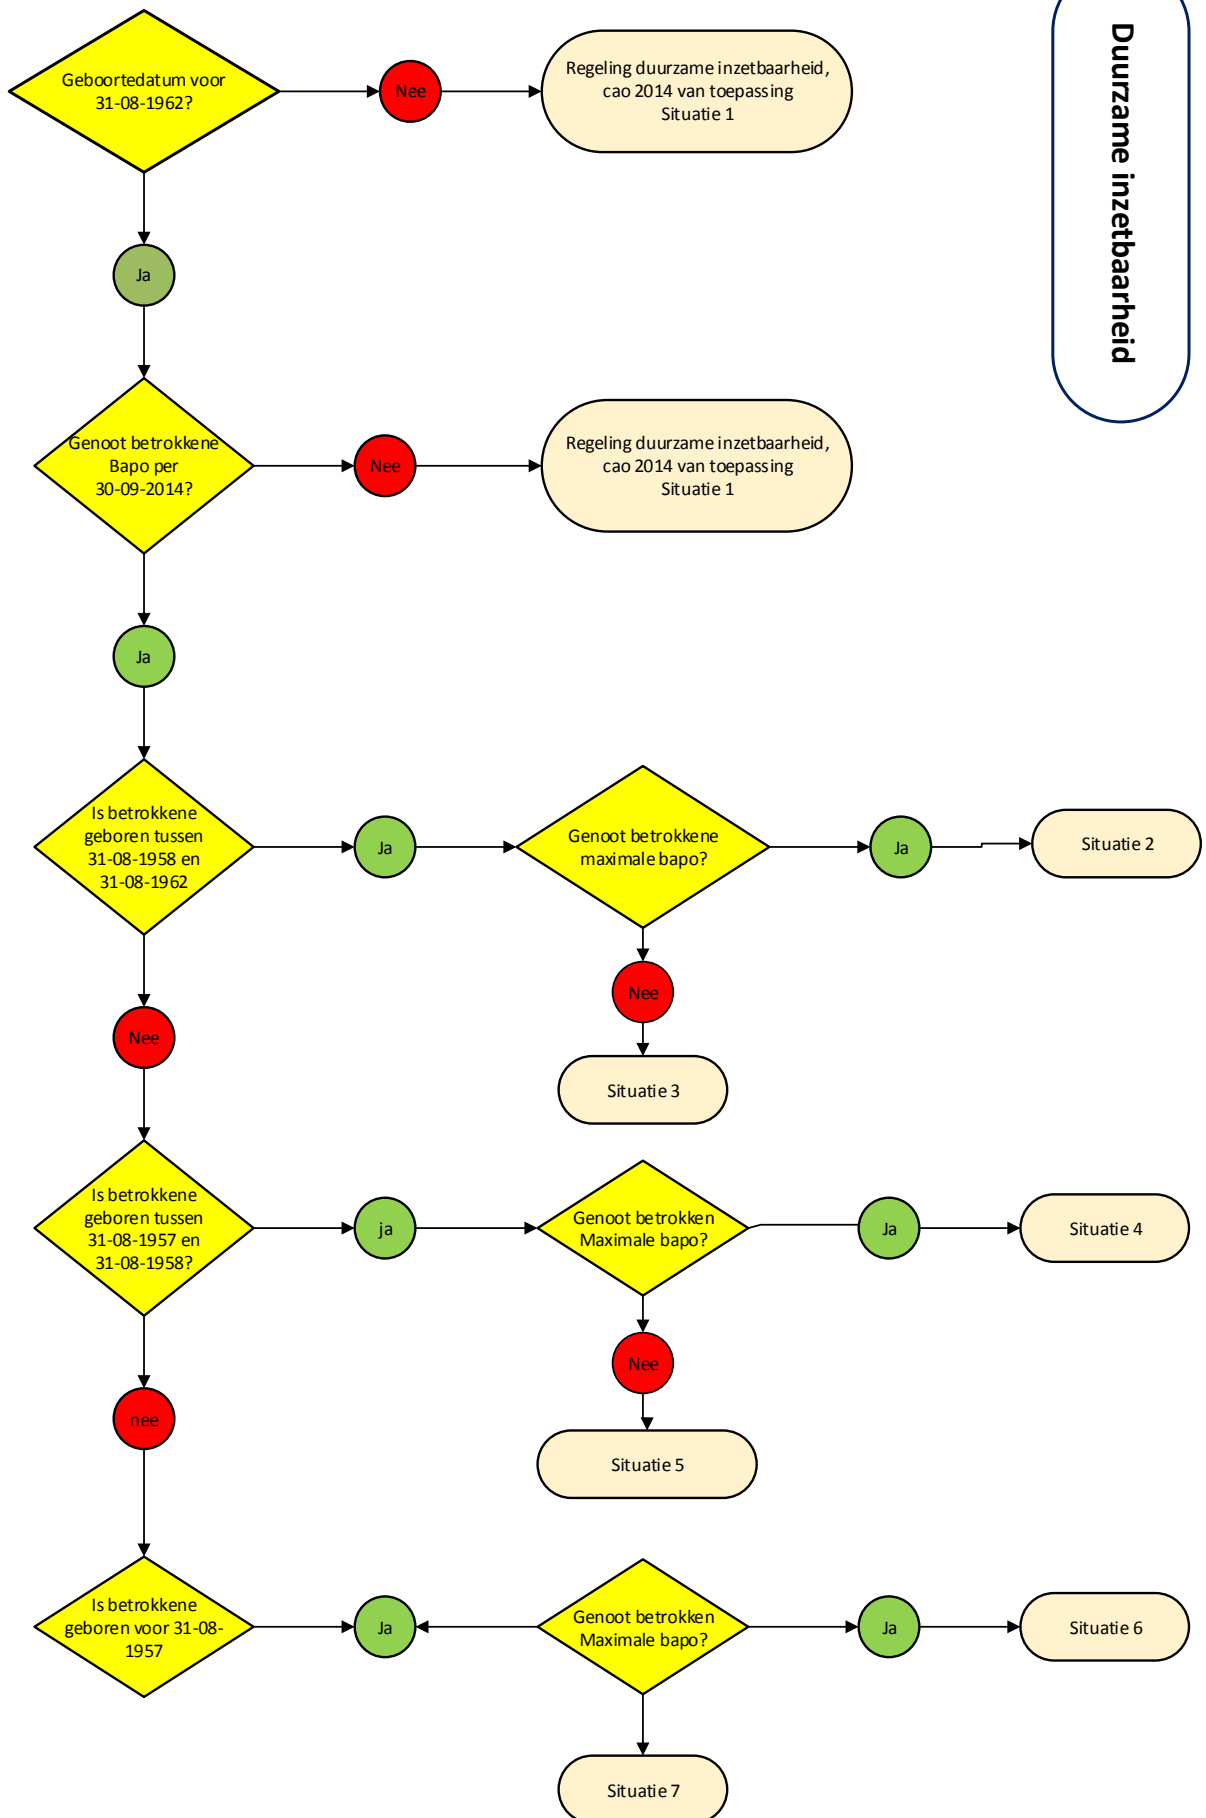 Duurzame inzetbaarheid
Geboortedatum voor
31-08-1962?
Nee
Regeling duurzame inzetbaarheid,
cao 2014 van toepassing
Situatie 1
Ja
Genoot betrokkene
Bapo per
30-09-2014?
Nee
Regeling duurzame inzetbaarheid,
cao 2014 van toepassing
Situatie 1
Ja
Is betrokkene
geboren tussen
31-08-1958 en
31-08-1962
Ja
Genoot betrokkene
maximale bapo?
Ja
Situatie 2
Nee
Situatie 3
Nee
Is betrokkene
geboren tussen
31-08-1957 en
31-08-1958?
ja
Genoot betrokken
Maximale bapo?
Ja
Situatie 4
Nee
Situatie 5
nee
Is betrokkene
geboren voor 31-08-
1957
Ja
Genoot betrokken
Maximale bapo?
Ja
Situatie 6
Situatie 7